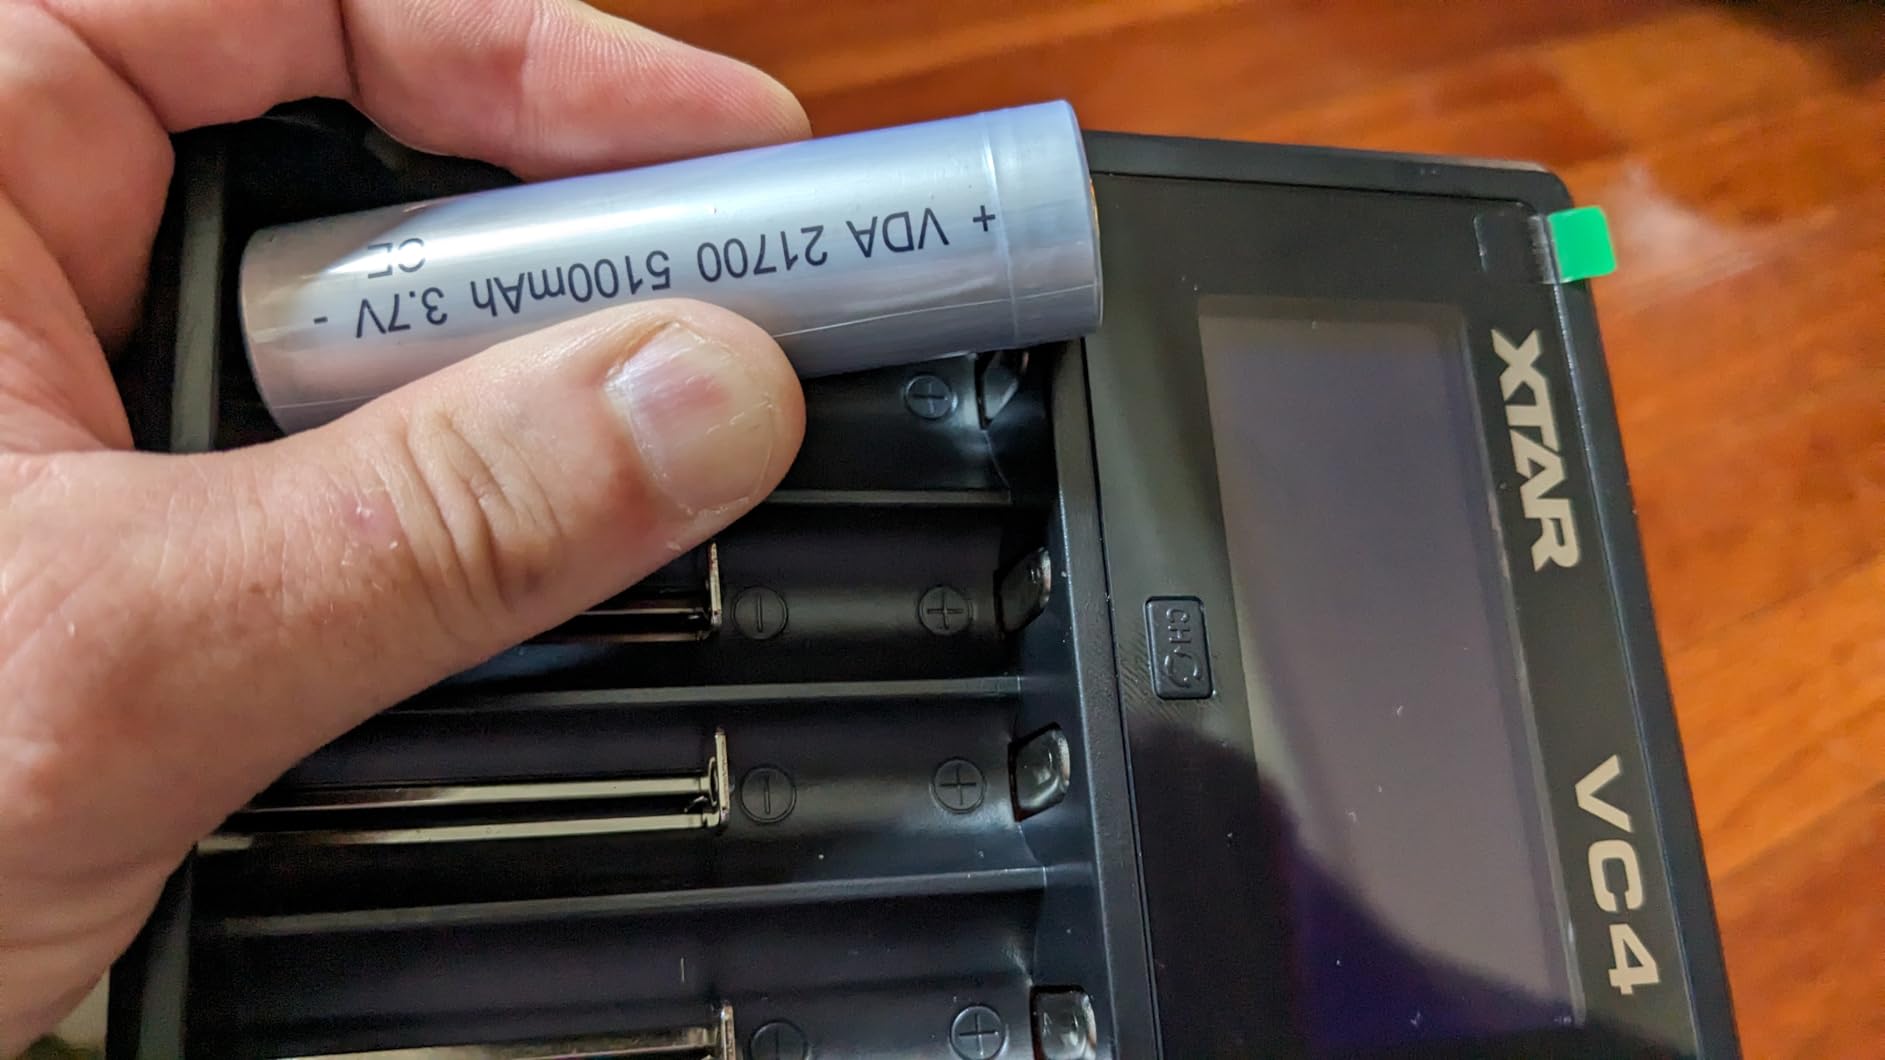 + VDA 21700 5100mAh 3.7V -
CE
XTAR VC4
CH
+
- +
- +
- +